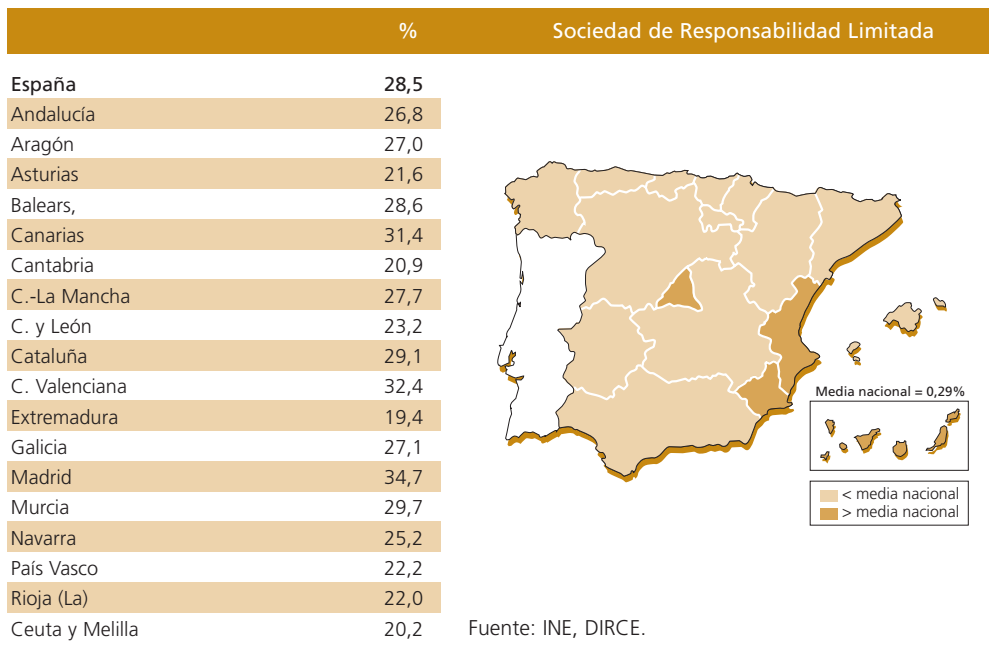 % Sociedad de Responsabilidad Limitada
España 28,5
Andalucía 26,8
Aragón 27,0
Asturias 21,6
Balears, 28,6
Canarias 31,4
Cantabria 20,9
C.-La Mancha 27,7
C. y León 23,2
Cataluña 29,1
C. Valenciana 32,4
Extremadura 19,4
Galicia 27,1
Madrid 34,7
Murcia 29,7
Navarra 25,2
País Vasco 22,2
Rioja (La) 22,0
Ceuta y Melilla 20,2
Media nacional = 0,29%
< media nacional
> media nacional
Fuente: INE, DIRCE.